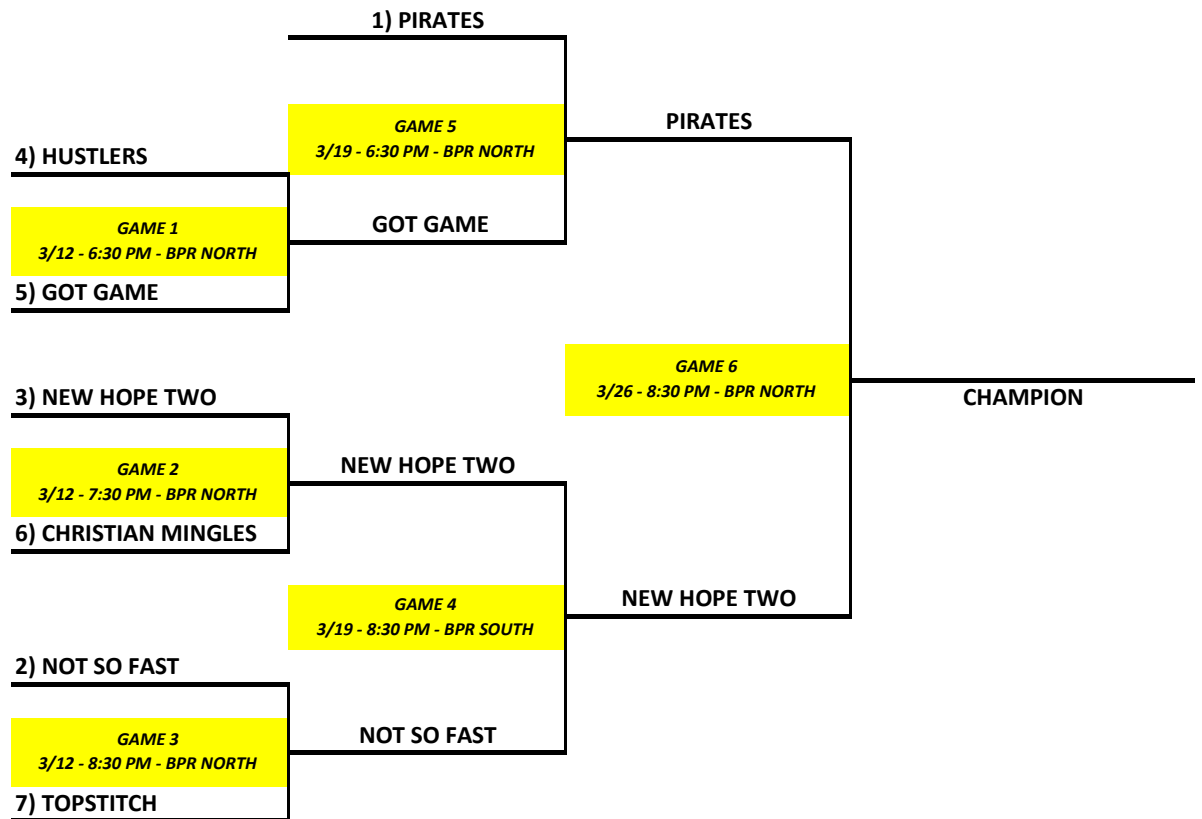 1) PIRATES
GAME 5
3/19 - 6:30 PM - BPR NORTH
PIRATES
4) HUSTLERS
GAME 1
3/12 - 6:30 PM - BPR NORTH
GOT GAME
5) GOT GAME
GAME 6
3/26 - 8:30 PM - BPR NORTH
CHAMPION
3) NEW HOPE TWO
GAME 2
3/12 - 7:30 PM - BPR NORTH
NEW HOPE TWO
6) CHRISTIAN MINGLES
GAME 4
3/19 - 8:30 PM - BPR SOUTH
NEW HOPE TWO
2) NOT SO FAST
GAME 3
3/12 - 8:30 PM - BPR NORTH
NOT SO FAST
7) TOPSTITCH